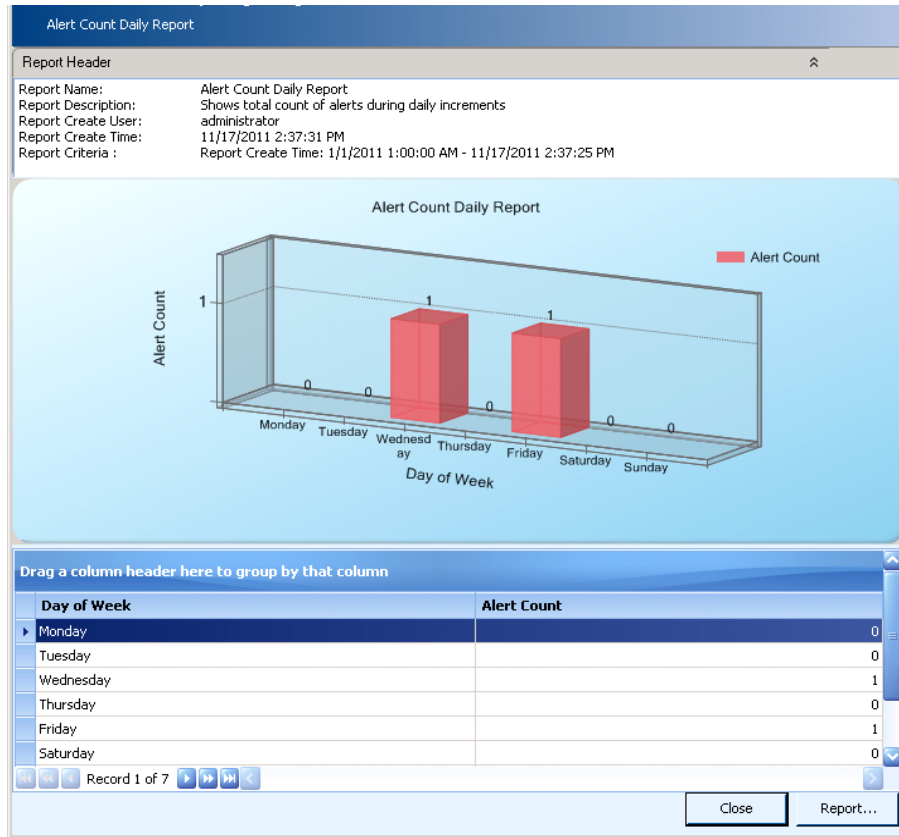 Alert Count Daily Report
Report Header
Report Name: Alert Count Daily Report
Report Description: Shows total count of alerts during daily increments
Report Create User: administrator
Report Create Time: 11/17/2011 2:37:31 PM
Report Criteria : Report Create Time: 1/1/2011 1:00:00 AM - 11/17/2011 2:37:25 PM
Alert Count Daily Report
Alert Count
Alert Count
1
0
0
1
0
1
0
0
Monday
Tuesday
Wednesd
ay
Thursday
Friday
Saturday
Sunday
Day of Week
Drag a column header here to group by that column
Day of Week Alert Count
Monday 0
Tuesday 0
Wednesday 1
Thursday 0
Friday 1
Saturday 0
Record 1 of 7
Close Report...